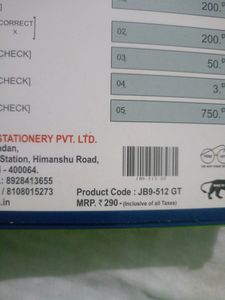 CORRECT
X
200.
02.
200.
CHECK]
03.
50.
CHECK]
04.
3.
CHECK]
05.
750.
STATIONERY PVT. LTD.
Station, Himanshu Road,
- 400064.
: 8928413655
/ 8108015273
Product Code : JB9-512 GT
MRP. ₹ 290- (Inclusive of all Taxes)